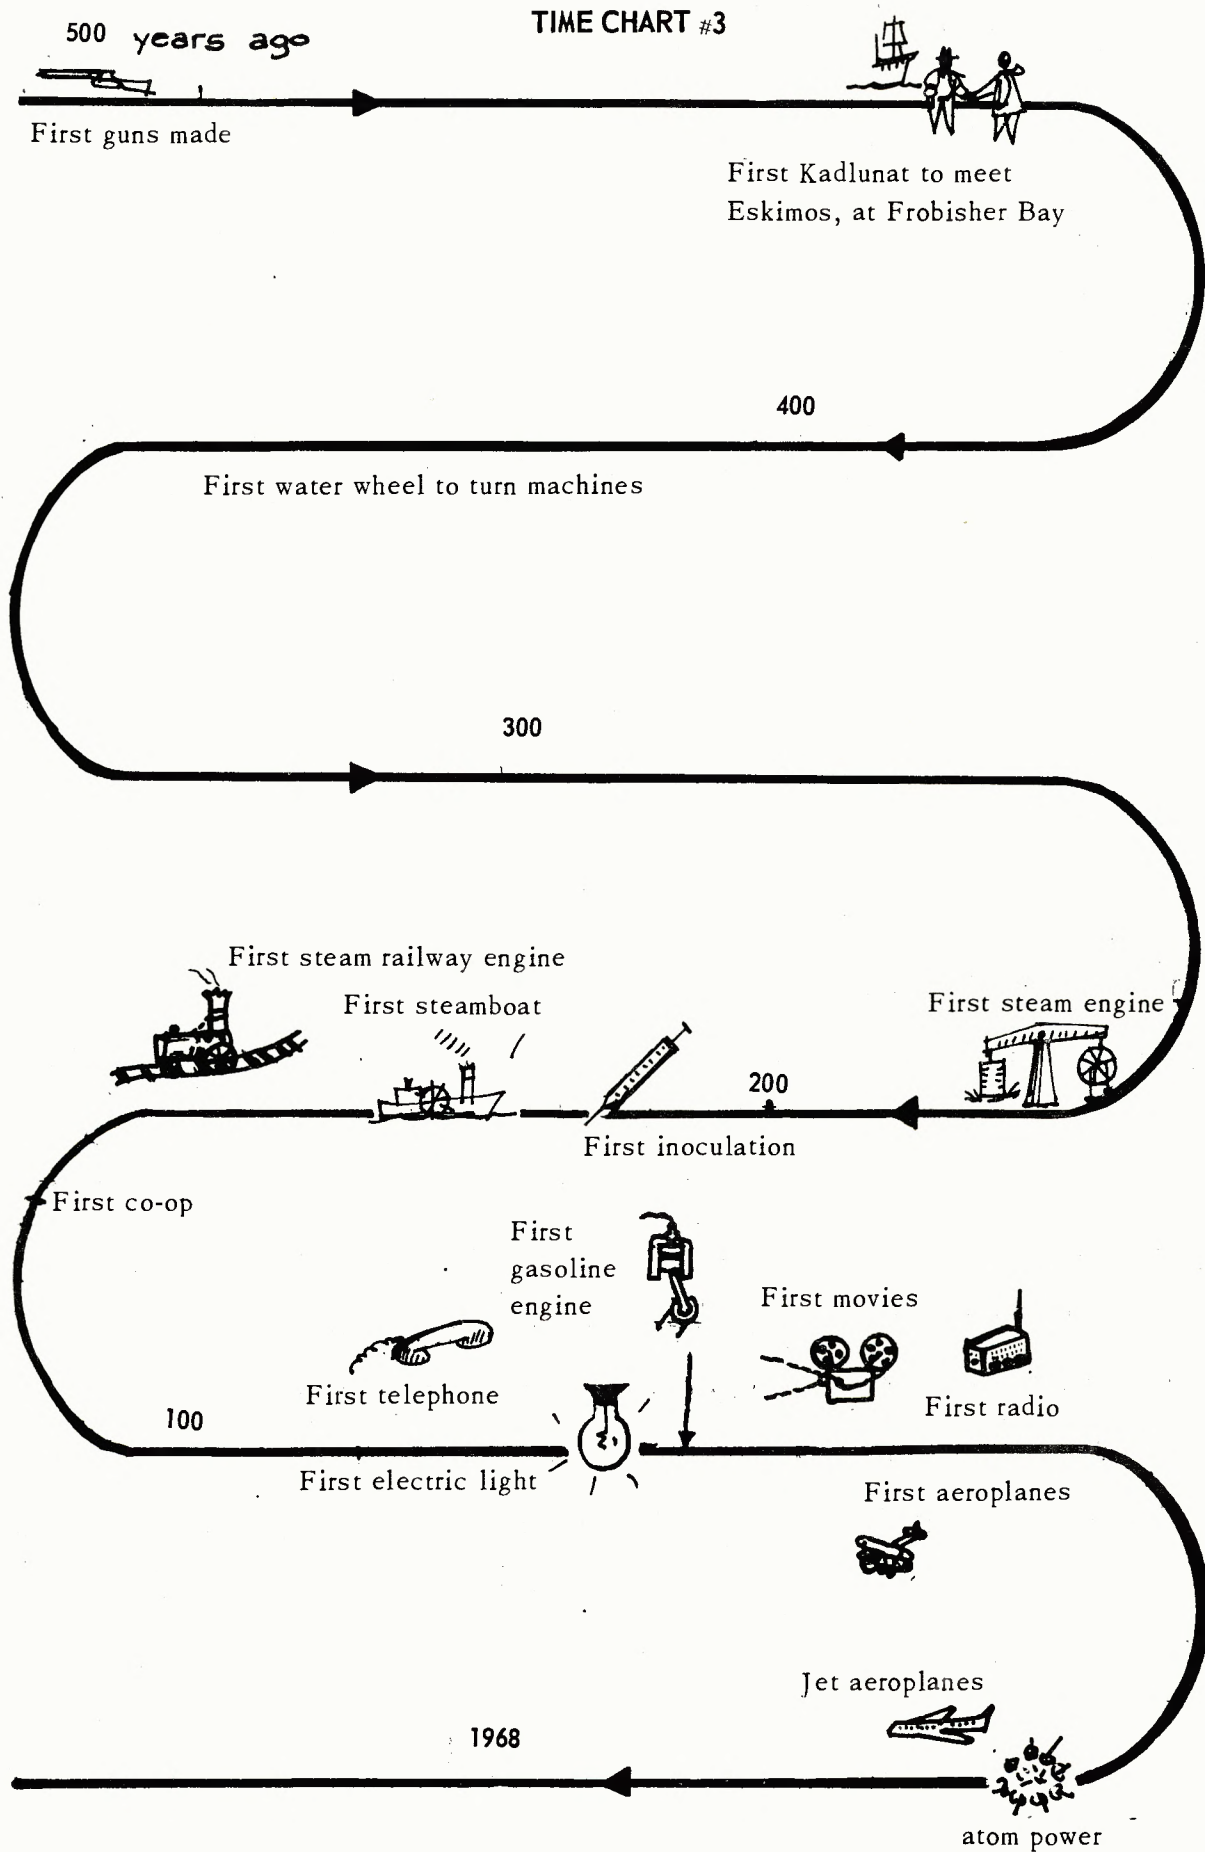 TIME CHART #3
500 years ago
First guns made
First Kadlunat to meet
Eskimos, at Frobisher Bay
400
First water wheel to turn machines
300
First steam railway engine
First steamboat
First steam engine
200
First inoculation
First co-op
First
gasoline
engine
First movies
First telephone
First radio
100
First electric light
First aeroplanes
Jet aeroplanes
1968
atom power